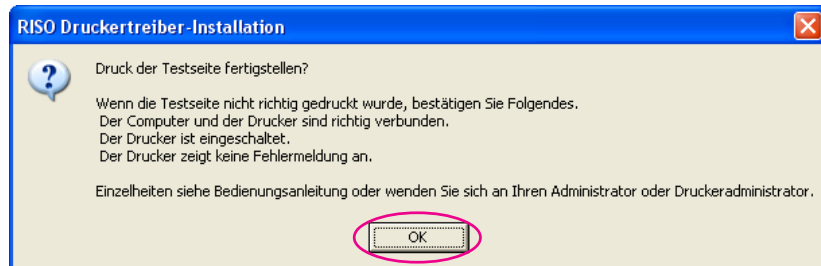 RISO Druckertreiber-Installation
Druck der Testseite fertigstellen?
Wenn die Testseite nicht richtig gedruckt wurde, bestätigen Sie Folgendes.
Der Computer und der Drucker sind richtig verbunden.
Der Drucker ist eingeschaltet.
Der Drucker zeigt keine Fehlermeldung an.
Einzelheiten siehe Bedienungsanleitung oder wenden Sie sich an Ihren Administrator oder Druckeradministrator.
OK